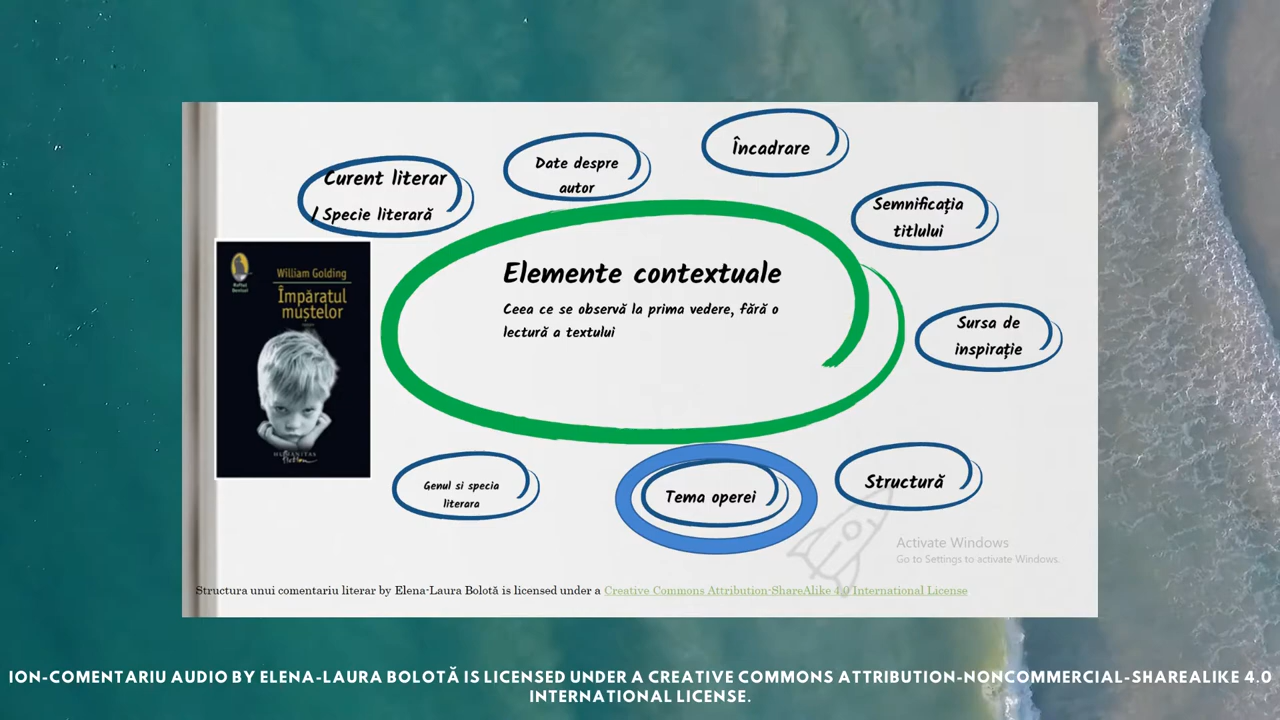 Încadrare
Date despre
autor
Curent literar
/ Specie literară
Semnificația
titlului
Elemente contextuale
Ceea ce se observă la prima vedere, fără o
lectură a textului
William Golding
Împăratul
muștelor
Sursa de
inspirație
HUMANITAS
fiction
Genul si specia
literara
Tema operei
Structură
Activate Windows
Go to Settings to activate Windows.
Structura unui comentariu literar by Elena-Laura Bolotă is licensed under a Creative Commons Attribution-ShareAlike 4.0 International License
ION-COMENTARIU AUDIO BY ELENA-LAURA BOLOTĂ IS LICENSED UNDER A CREATIVE COMMONS ATTRIBUTION-NONCOMMERCIAL-SHAREALIKE 4.0
INTERNATIONAL LICENSE.